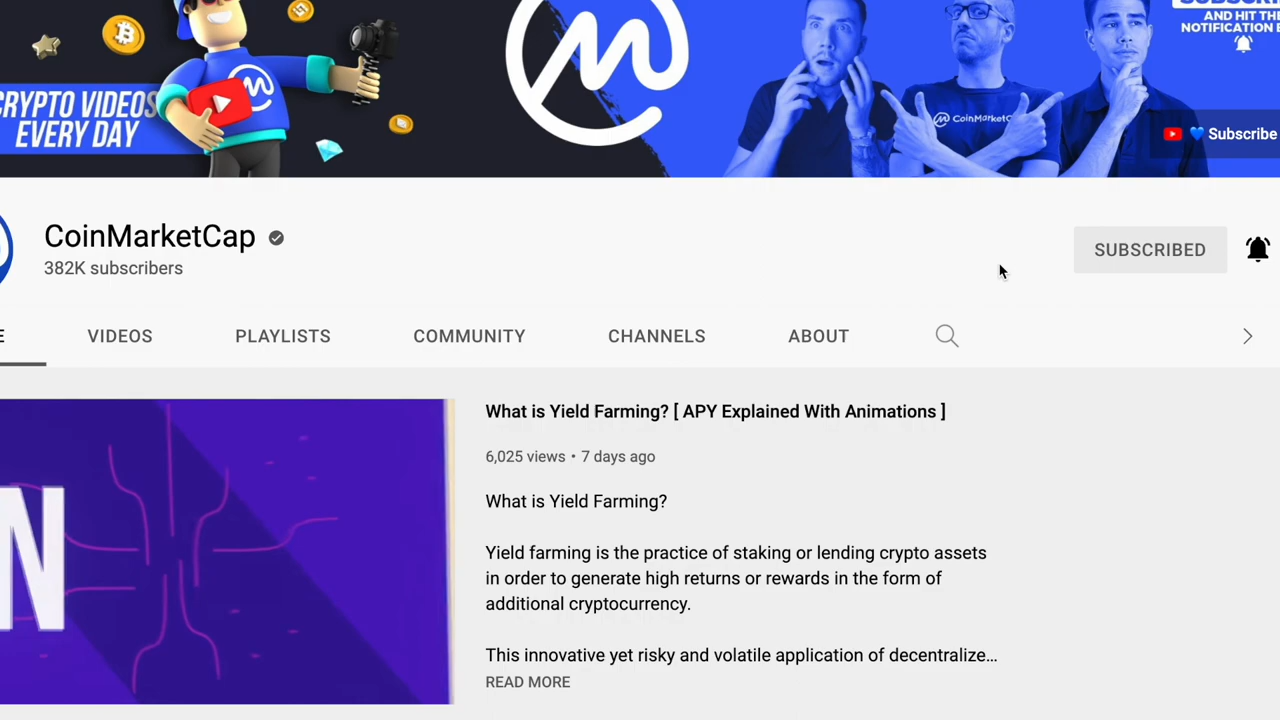 CRYPTO VIDEOS
EVERY DAY
CoinMarketC
AND HIT THE
NOTIFICATION
Subscribe
CoinMarketCap
382K subscribers
SUBSCRIBED
VIDEOS
PLAYLISTS
COMMUNITY
CHANNELS
ABOUT
What is Yield Farming? [ APY Explained With Animations ]
6,025 views • 7 days ago
What is Yield Farming?
Yield farming is the practice of staking or lending crypto assets
in order to generate high returns or rewards in the form of
additional cryptocurrency.
This innovative yet risky and volatile application of decentralize...
READ MORE
N